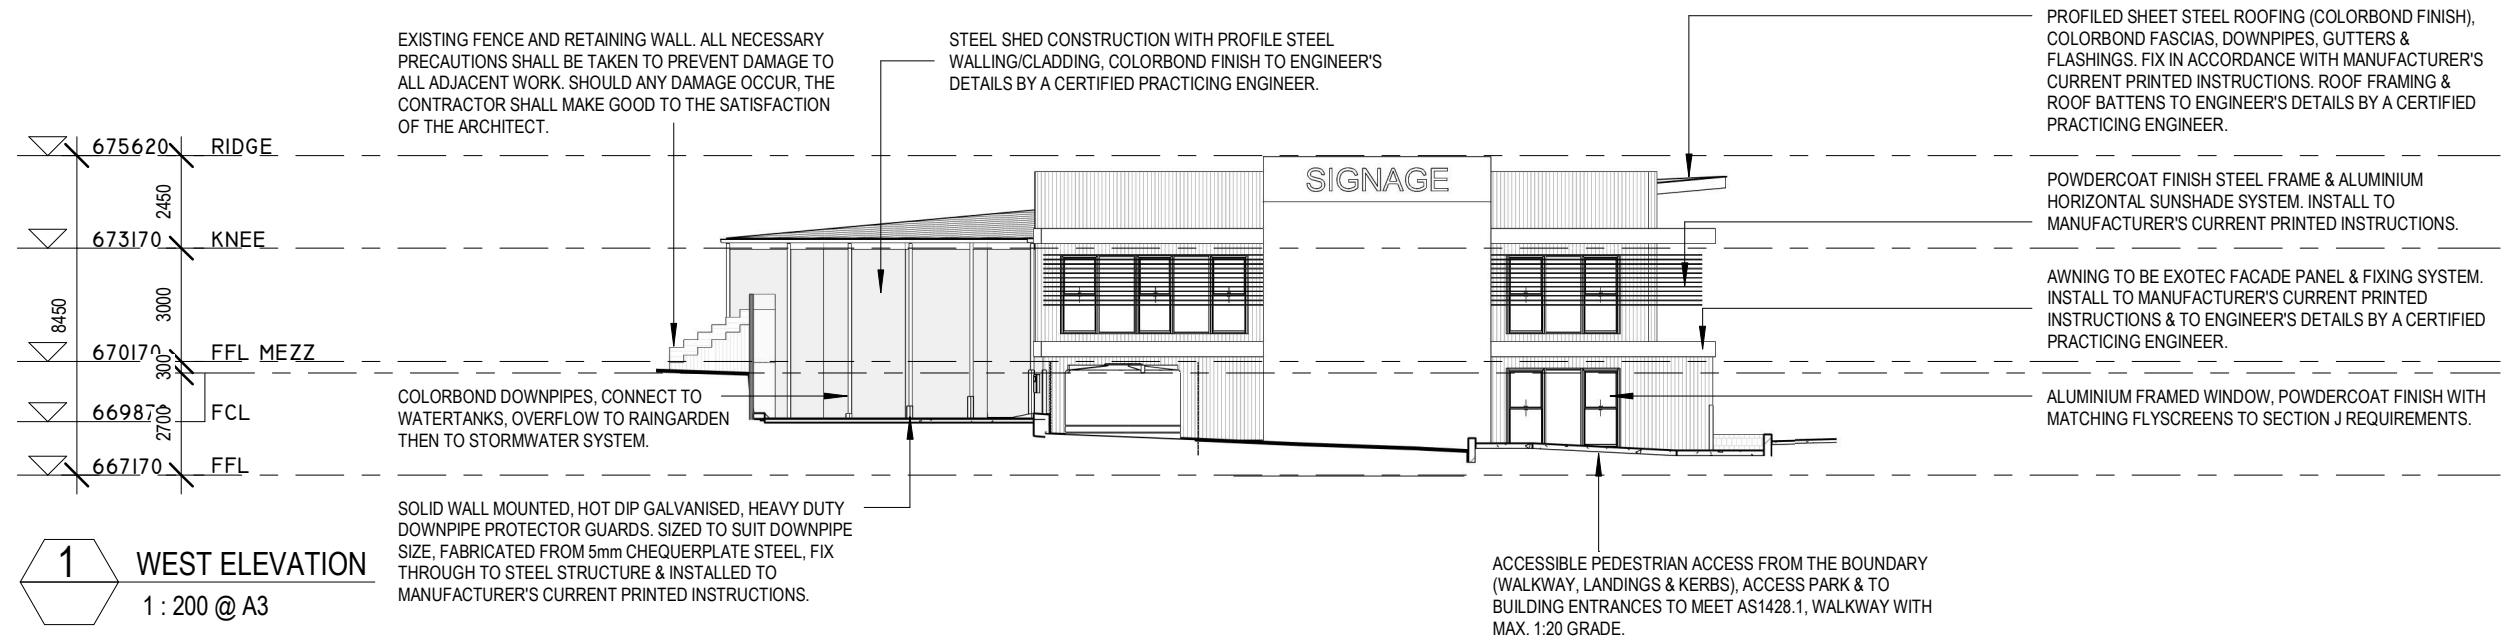 EXISTING FENCE AND RETAINING WALL. ALL NECESSARY
PRECAUTIONS SHALL BE TAKEN TO PREVENT DAMAGE TO
ALL ADJACENT WORK. SHOULD ANY DAMAGE OCCUR, THE
CONTRACTOR SHALL MAKE GOOD TO THE SATISFACTION
OF THE ARCHITECT.
STEEL SHED CONSTRUCTION WITH PROFILE STEEL
WALLING/CLADDING, COLORBOND FINISH TO ENGINEER'S
DETAILS BY A CERTIFIED PRACTICING ENGINEER.
PROFILED SHEET STEEL ROOFING (COLORBOND FINISH),
COLORBOND FASCIAS, DOWNPIPES, GUTTERS &
FLASHINGS. FIX IN ACCORDANCE WITH MANUFACTURER'S
CURRENT PRINTED INSTRUCTIONS. ROOF FRAMING &
ROOF BATTENS TO ENGINEER'S DETAILS BY A CERTIFIED
PRACTICING ENGINEER.
675620 RIDGE
2450
673170 KNEE
3000
8450
670170 FFL MEZZ
300
669870 FCL
2700
667170 FFL
SIGNAGE
POWDERCOAT FINISH STEEL FRAME & ALUMINIUM
HORIZONTAL SUNSHADE SYSTEM. INSTALL TO
MANUFACTURER'S CURRENT PRINTED INSTRUCTIONS.
AWNING TO BE EXOTEC FACADE PANEL & FIXING SYSTEM.
INSTALL TO MANUFACTURER'S CURRENT PRINTED
INSTRUCTIONS & TO ENGINEER'S DETAILS BY A CERTIFIED
PRACTICING ENGINEER.
COLORBOND DOWNPIPES, CONNECT TO
WATERTANKS, OVERFLOW TO RAINGARDEN
THEN TO STORMWATER SYSTEM.
ALUMINIUM FRAMED WINDOW, POWDERCOAT FINISH WITH
MATCHING FLYSCREENS TO SECTION J REQUIREMENTS.
SOLID WALL MOUNTED, HOT DIP GALVANISED, HEAVY DUTY
DOWNPIPE PROTECTOR GUARDS. SIZED TO SUIT DOWNPIPE
SIZE, FABRICATED FROM 5mm CHEQUERPLATE STEEL, FIX
THROUGH TO STEEL STRUCTURE & INSTALLED TO
MANUFACTURER'S CURRENT PRINTED INSTRUCTIONS.
ACCESSIBLE PEDESTRIAN ACCESS FROM THE BOUNDARY
(WALKWAY, LANDINGS & KERBS), ACCESS PARK & TO
BUILDING ENTRANCES TO MEET AS1428.1, WALKWAY WITH
MAX. 1:20 GRADE.
1
WEST ELEVATION
1 : 200 @ A3